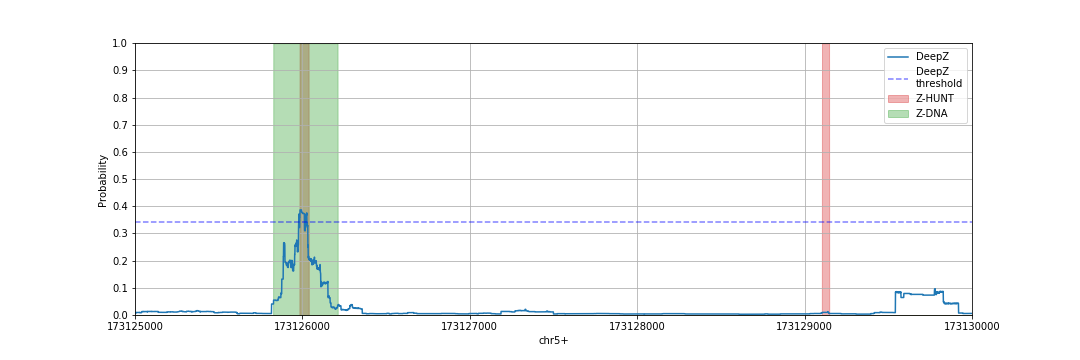 1.0
0.9
0.8
0.7
0.6
0.5
0.4
0.3
0.2
0.1
0.0
Probability
173125000
173126000
173127000
173128000
173129000
173130000
chr5+
DeepZ
DeepZ
threshold
Z-HUNT
Z-DNA